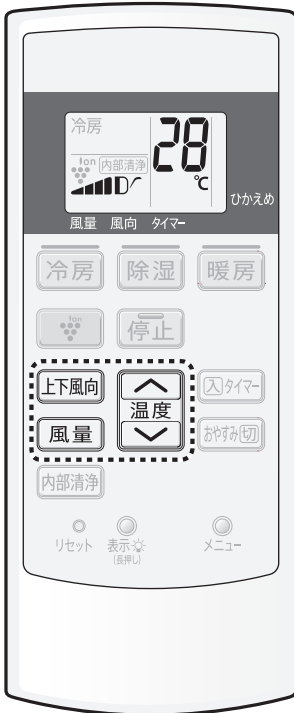 冷房
28
ion 内部清浄
℃
ひかえめ
風量 風向 タイマー
冷房 除湿 暖房
ion 停止
上下風向
温度
入タイマー
風量
おやすみ切
内部清浄
リセット 表示 メニュー
(長押し)